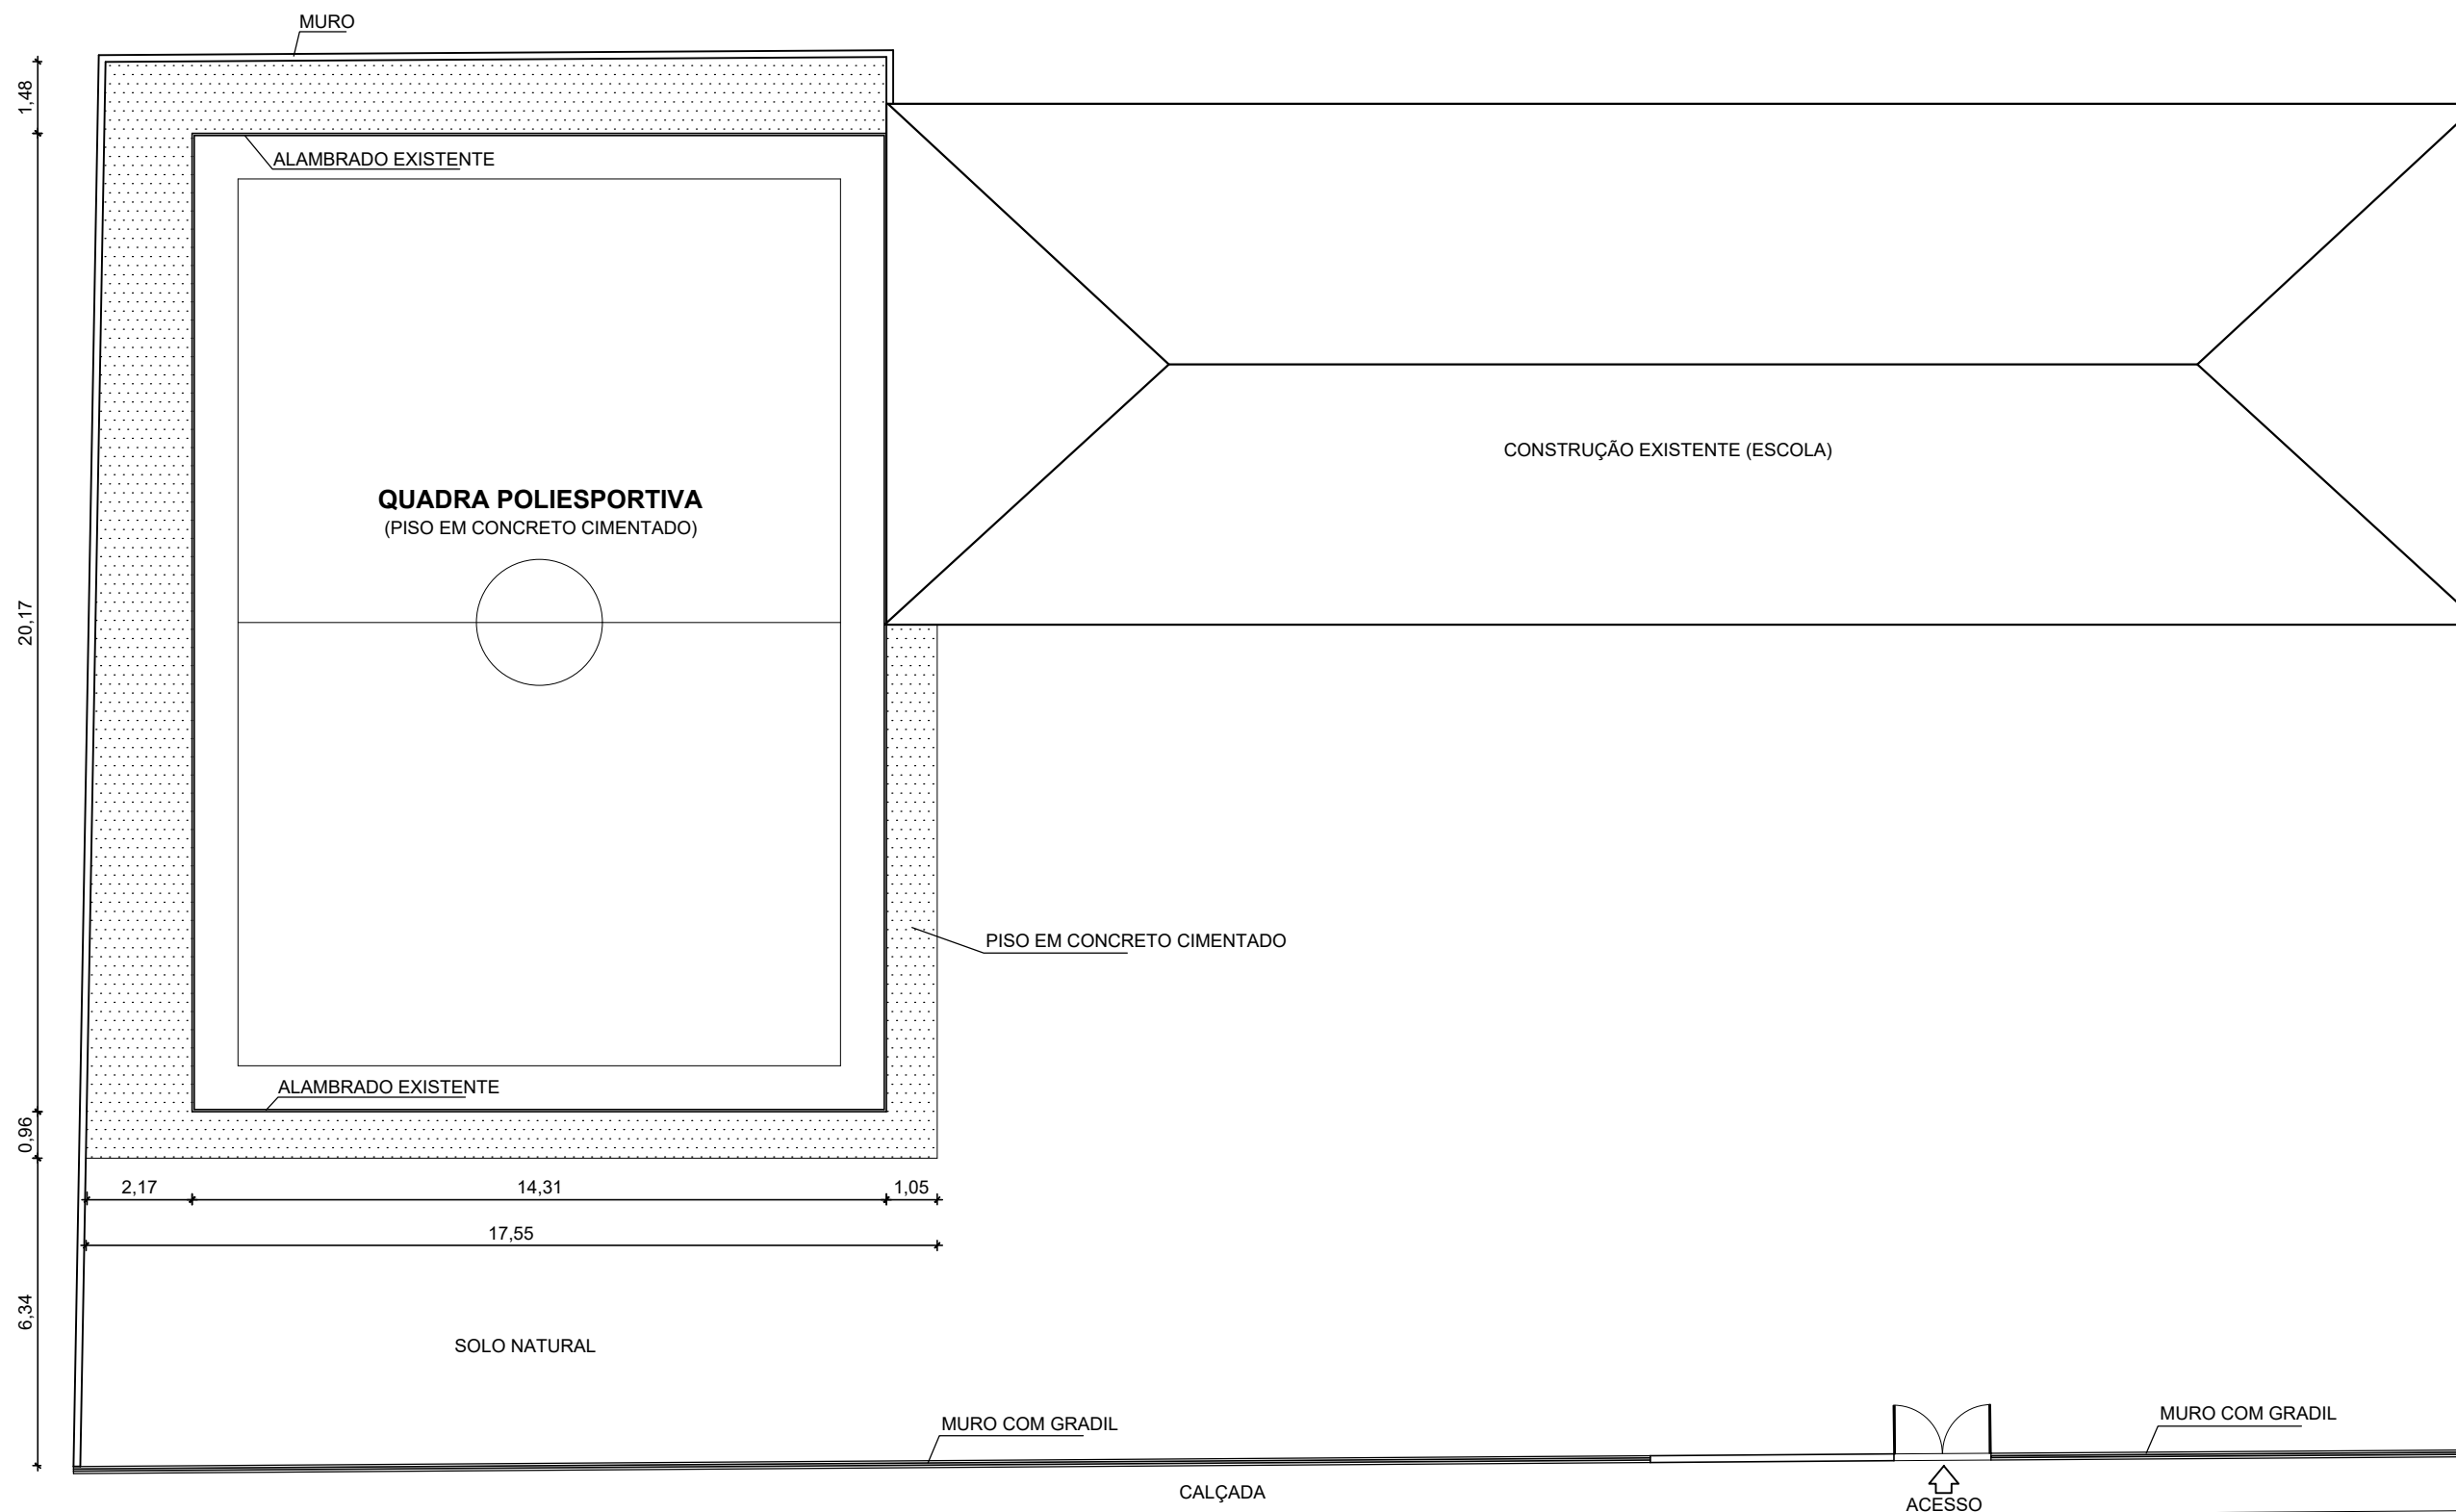 MURO
1,48
ALAMBRADO EXISTENTE
CONSTRUÇÃO EXISTENTE (ESCOLA)
QUADRA POLIESPORTIVA
(PISO EM CONCRETO CIMENTADO)
20,17
PISO EM CONCRETO CIMENTADO
ALAMBRADO EXISTENTE
0,96
2,17
14,31
1,05
17,55
6,34
SOLO NATURAL
MURO COM GRADIL
MURO COM GRADIL
CALÇADA
ACESSO